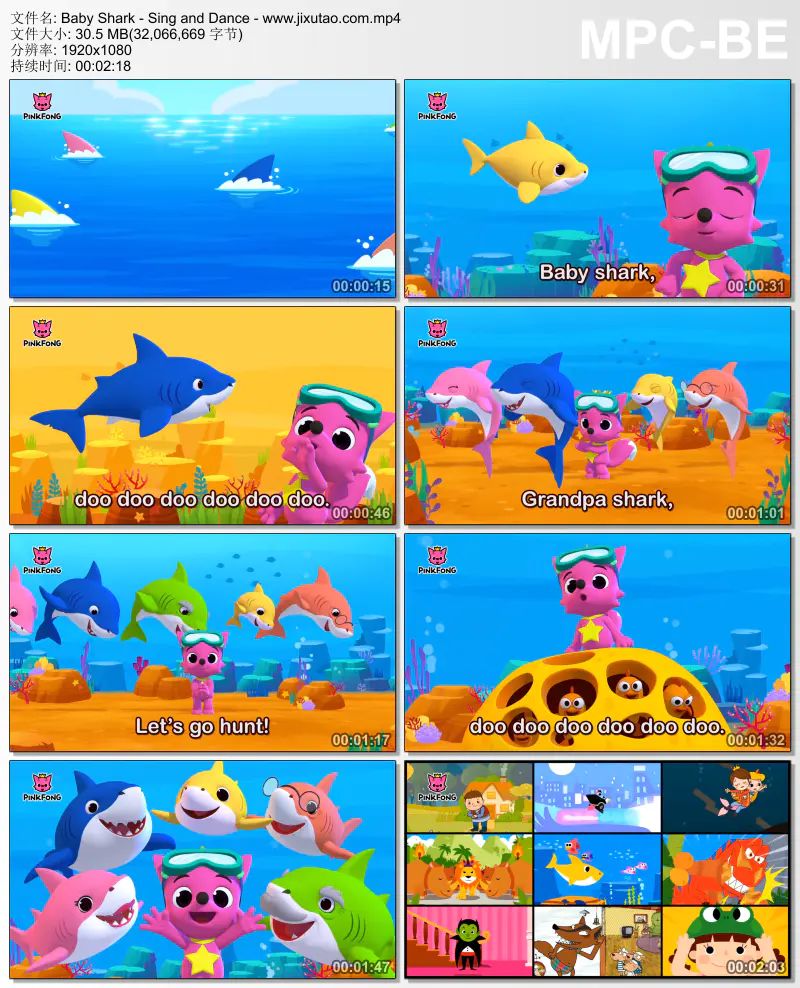 文件名: Baby Shark - Sing and Dance - www.jixutao.com.mp4
文件大小: 30.5 MB(32,066,669 字节)
分辨率: 1920x1080
持续时间: 00:02:18
MPC-BE
PINKFONG
00:00:15
PINKFONG
Baby shark,
00:00:31
PINKFONG
doo doo doo doo doo doo.
00:00:46
PINKFONG
Grandpa shark,
00:01:01
PINKFONG
Let's go hunt!
00:01:17
PINKFONG
doo doo doo doo doo doo.
00:01:32
PINKFONG
00:01:47
PINKFONG
00:02:03